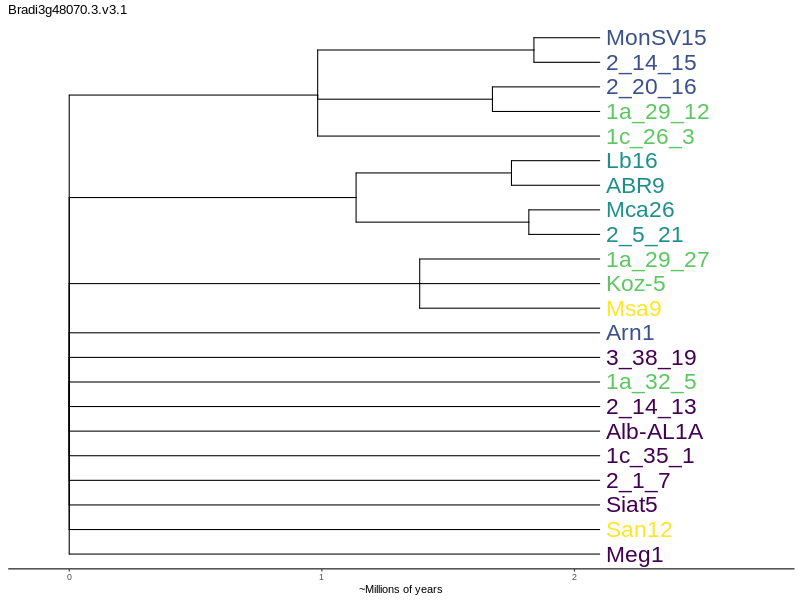 Bradi3g48070.3.v3.1
MonSV15
2_14_15
2_20_16
1a_29_12
1c_26_3
Lb16
ABR9
Mca26
2_5_21
1a_29_27
Koz-5
Msa9
Arn1
3_38_19
1a_32_5
2_14_13
Alb-AL1A
1c_35_1
2_1_7
Siat5
San12
Meg1
0 1 2
~Millions of years